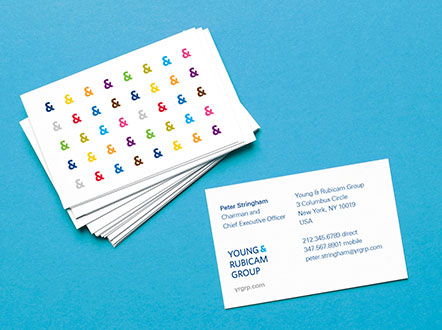 & & & & & & &
& & & & & & &
& & & & & & &
& & & & & & &
& & & & & & &
Peter Stringham
Chairman and
Chief Executive Officer
YOUNG &
RUBICAM
GROUP
yrgrp.com
Young & Rubicam Group
3 Columbus Circle
New York, NY 10019
USA
212.345.6789 direct
347.567.8901 mobile
peter.stringham@yrgrp.com